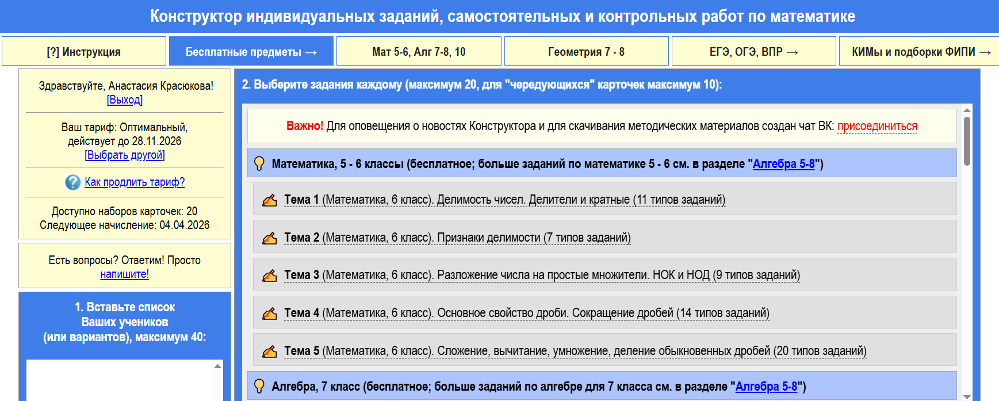 Конструктор индивидуальных заданий, самостоятельных и контрольных работ по математике
[?] Инструкция
Бесплатные предметы →
Мат 5-6, Алг 7-8, 10
Геометрия 7 - 8
ЕГЭ, ОГЭ, ВПР →
КИМы и подборки ФИПИ →
Здравствуйте, Анастасия Красюкова!
[Выход]
Ваш тариф: Оптимальный,
действует до 28.11.2026
[Выбрать другой]
Как продлить тариф?
Доступно наборов карточек: 20
Следующее начисление: 04.04.2026
Есть вопросы? Ответим! Просто
напишите!
1. Вставьте список
Ваших учеников
(или вариантов), максимум 40:
2. Выберите задания каждому (максимум 20, для "чередующихся" карточек максимум 10):
Важно! Для оповещения о новостях Конструктора и для скачивания методических материалов создан чат ВК: присоединиться
Математика, 5 - 6 классы (бесплатное; больше заданий по математике 5 - 6 см. в разделе "Алгебра 5-8")
Тема 1 (Математика, 6 класс). Делимость чисел. Делители и кратные (11 типов заданий)
Тема 2 (Математика, 6 класс). Признаки делимости (7 типов заданий)
Тема 3 (Математика, 6 класс). Разложение числа на простые множители. НОК и НОД (9 типов заданий)
Тема 4 (Математика, 6 класс). Основное свойство дроби. Сокращение дробей (14 типов заданий)
Тема 5 (Математика, 6 класс). Сложение, вычитание, умножение, деление обыкновенных дробей (20 типов заданий)
Алгебра, 7 класс (бесплатное; больше заданий по алгебре для 7 класса см. в разделе "Алгебра 5-8")